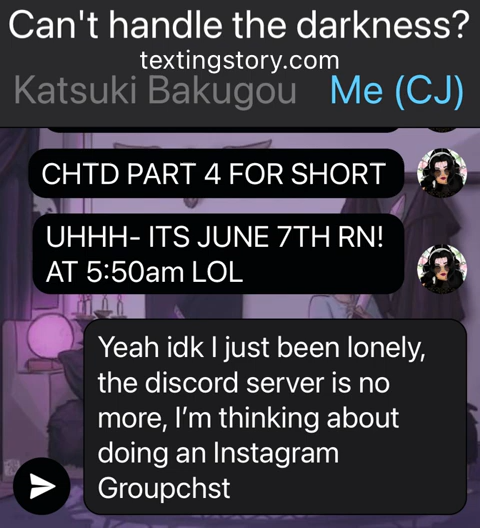 Can't handle the darkness?
textingstory.com
Katsuki Bakugou Me (CJ)
CHTD PART 4 FOR SHORT
UHHH- ITS JUNE 7TH RN!
AT 5:50am LOL
Yeah idk I just been lonely,
the discord server is no
more, I’m thinking about
doing an Instagram
Groupchst